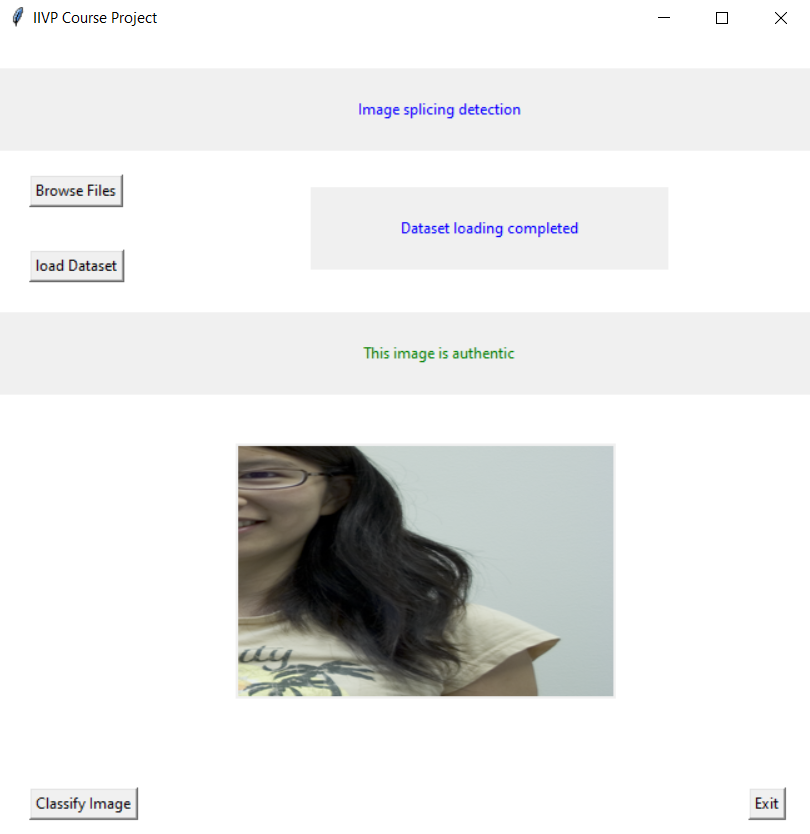 IIVP Course Project
Image splicing detection
Browse Files
Dataset loading completed
load Dataset
This image is authentic
Classify Image
Exit